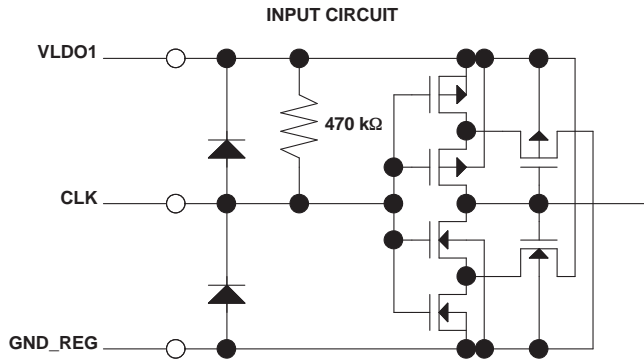 INPUT CIRCUIT
VLDO1
470 kΩ
CLK
GND_REG